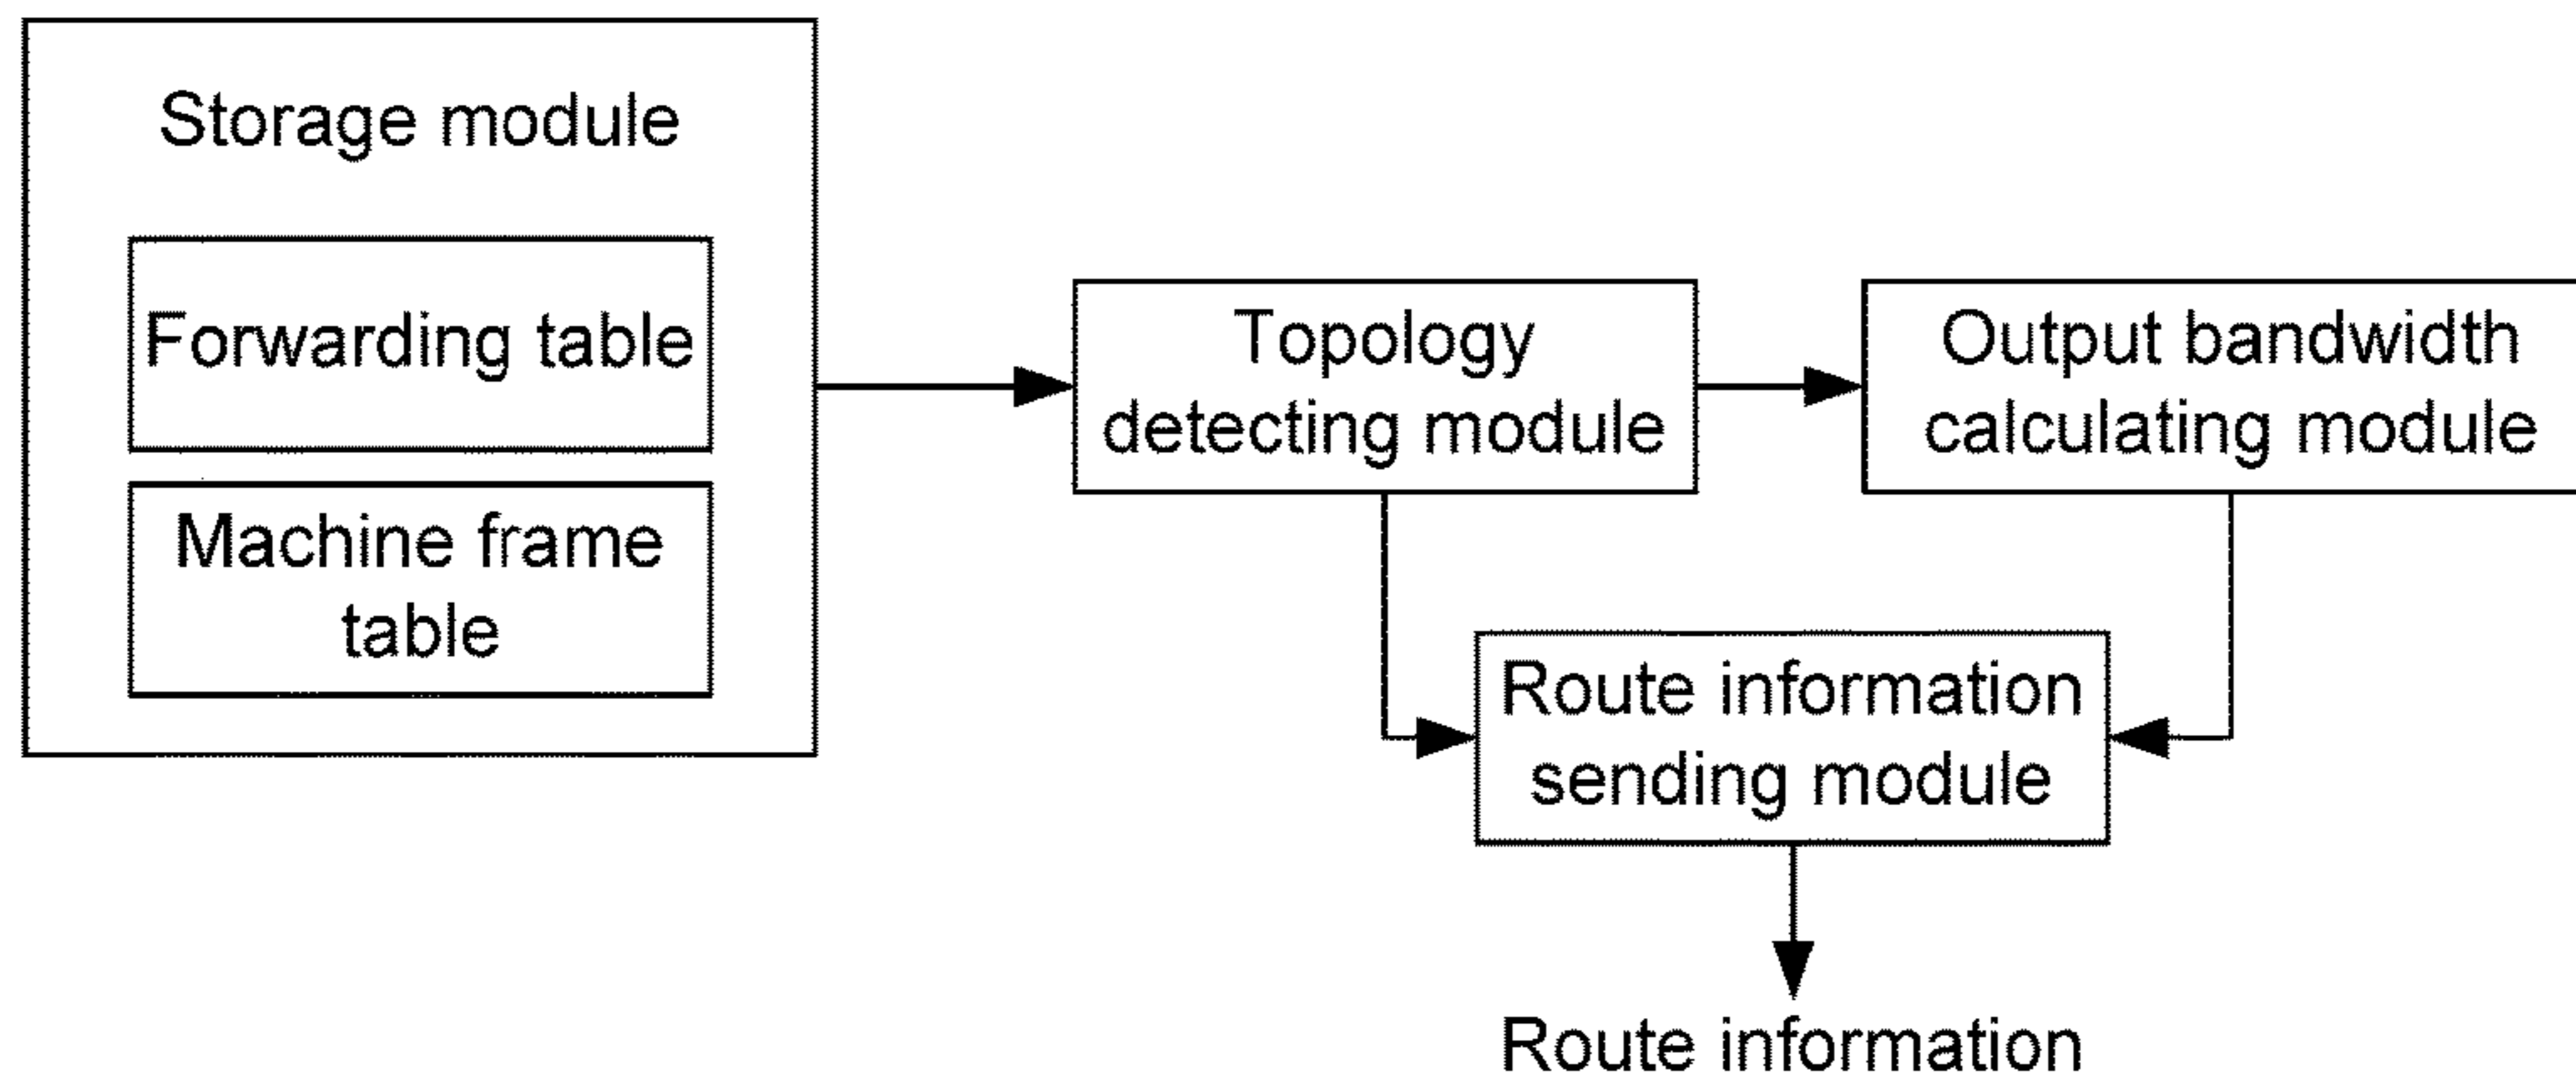 Storage module
Forwarding table
Machine frame
table
Topology
detecting module
Output bandwidth
calculating module
Route information
sending module
Route information